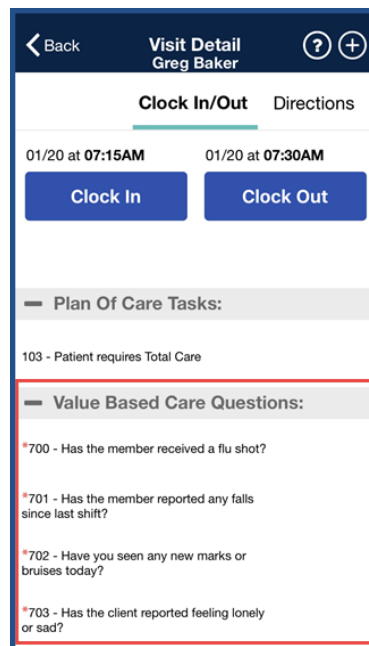 Back
Visit Detail
Greg Baker
?
+
Clock In/Out
Directions
01/20 at 07:15AM
01/20 at 07:30AM
Clock In
Clock Out
Plan Of Care Tasks:
103 - Patient requires Total Care
Value Based Care Questions:
*700 - Has the member received a flu shot?
*701 - Has the member reported any falls
since last shift?
*702 - Have you seen any new marks or
bruises today?
*703 - Has the client reported feeling lonely
or sad?